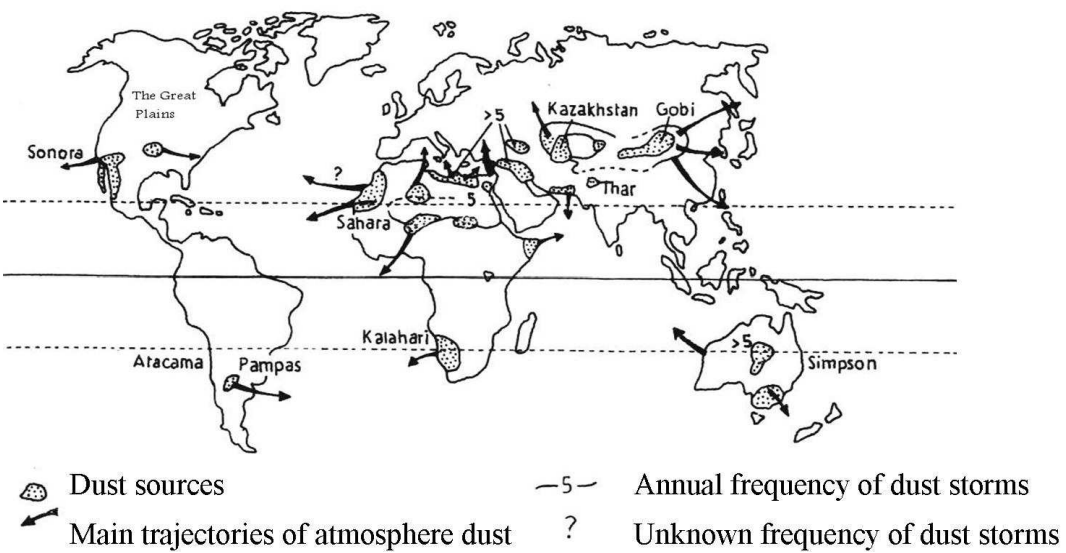 The Great
Plains
Sonora
>5
Kazakhstan
Gobi
?
5
Thar
Sahara
Kalahari
Atacama
Pampas
>5
Simpson
Dust sources
—5— Annual frequency of dust storms
Main trajectories of atmosphere dust
? Unknown frequency of dust storms